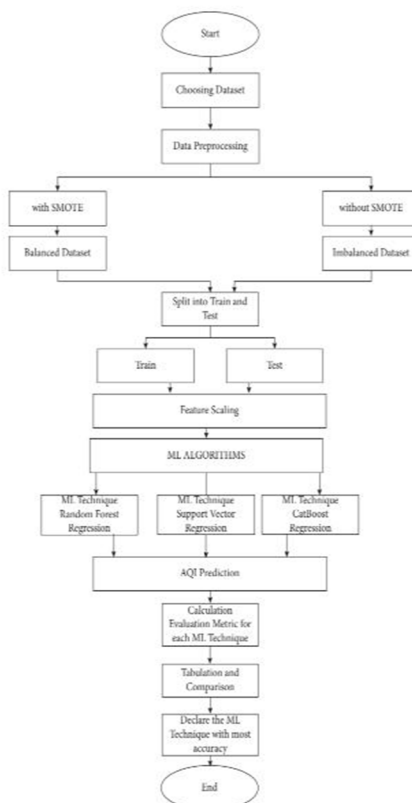 Start
Choosing Dataset
Data Preprocessing
with SMOTE
without SMOTE
Balanced Dataset
Imbalanced Dataset
Split into Train and
Test
Train
Test
Feature Scaling
ML ALGORITHMS
ML Technique
Random Forest
Regression
ML Technique
Support Vector
Regression
ML Technique
CatBoost
Regression
AQI Prediction
Calculation
Evaluation Metric for
each ML Technique
Tabulation and
Comparison
Declare the ML
Technique with most
accuracy
End